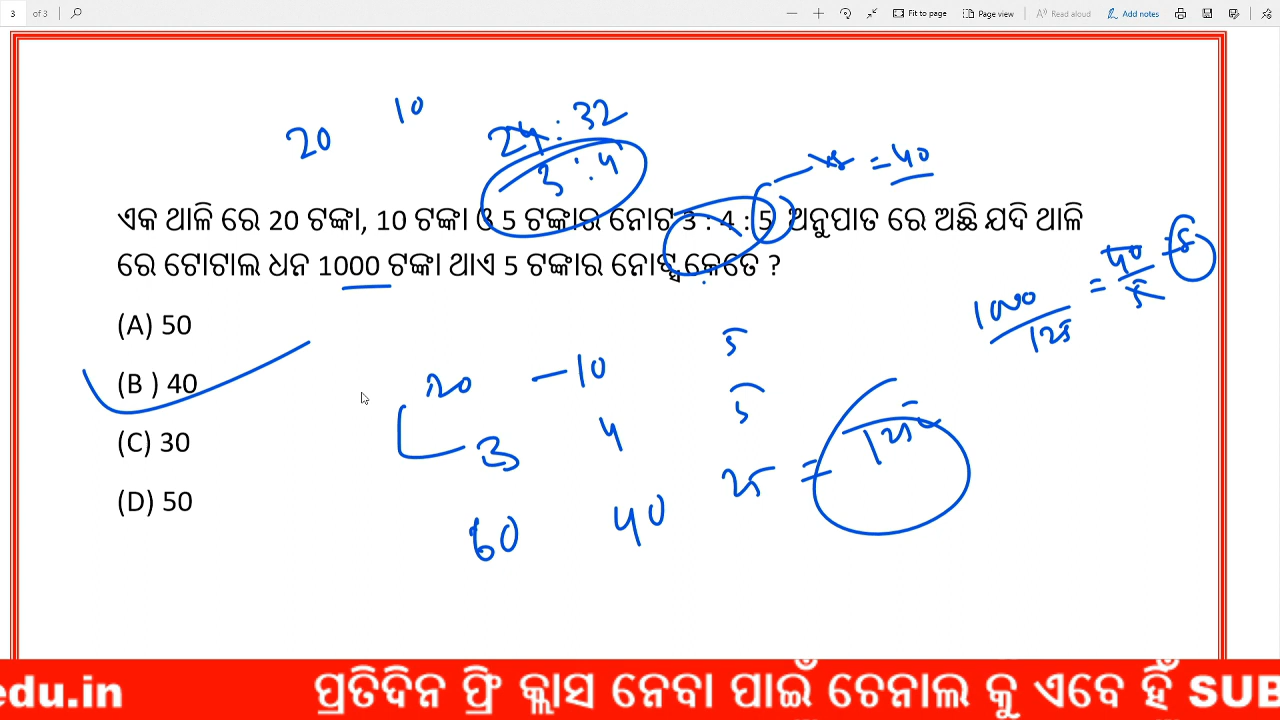 3 of 3 Fit to page Page view Read aloud Add notes
20 10 24 : 32
3 : 4
= 40
ଏକ ଥାଳି ରେ 20 ଟଙ୍କା, 10 ଟଙ୍କା ଓ 5 ଟଙ୍କାର ନୋଟ 3 : 4 : 5 ଅନୁପାତ ରେ ଅଛି ଯଦି ଥାଳି
ରେ ଟୋଟାଲ ଧନ 1000 ଟଙ୍କା ଥାଏ 5 ଟଙ୍କାର ନୋଟ୍ସ କେତେ ?
1000/125 = 40/5 = 8
(A) 50
(B ) 40
(C) 30
(D) 50
20 – 10 5
3 4 5
60 40 25 = 125
edu.in ପ୍ରତିଦିନ ଫ୍ରି କ୍ଲାସ ନେବା ପାଇଁ ଚେନାଲ କୁ ଏବେ ହିଁ SUB